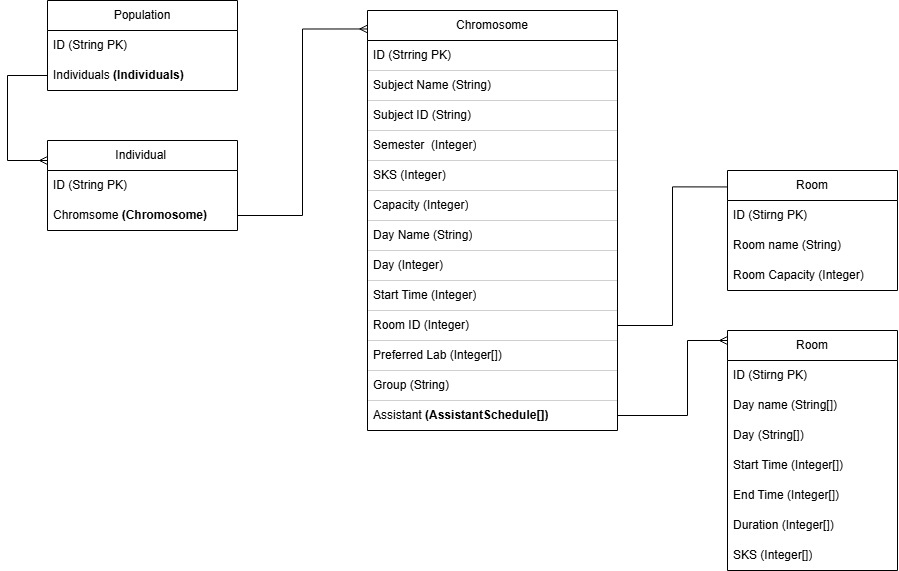 Population
ID (String PK)
Individuals (Individuals)
Individual
ID (String PK)
Chromsome (Chromosome)
Chromosome
ID (Strring PK)
Subject Name (String)
Subject ID (String)
Semester  (Integer)
SKS (Integer)
Capacity (Integer)
Day Name (String)
Day (Integer)
Start Time (Integer)
Room ID (Integer)
Preferred Lab (Integer[])
Group (String)
Assistant (AssistantSchedule[])
Room
ID (Stirng PK)
Room name (String)
Room Capacity (Integer)
Room
ID (Stirng PK)
Day name (String[])
Day (String[])
Start Time (Integer[])
End Time (Integer[])
Duration (Integer[])
SKS (Integer[])